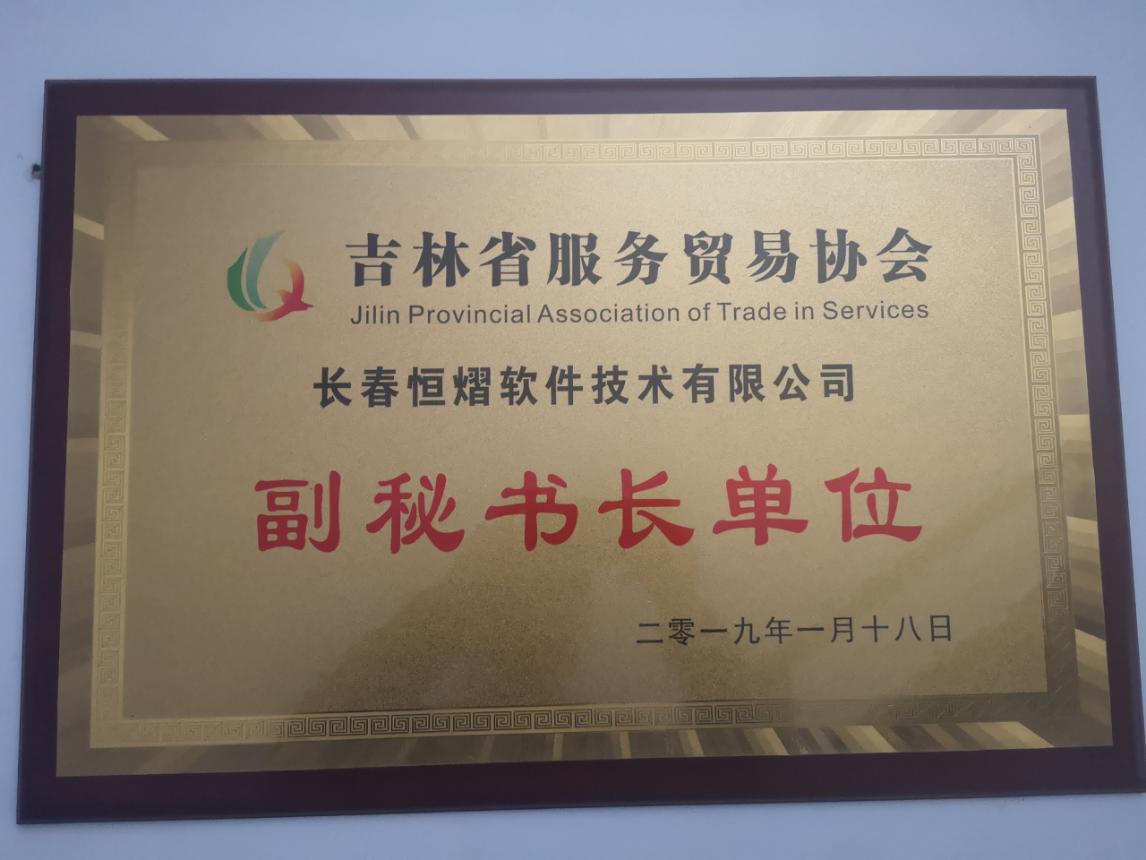 吉林省服务贸易协会
Jilin Provincial Association of Trade in Services
长春恒熠软件技术有限公司
副秘书长单位
二零一九年一月十八日